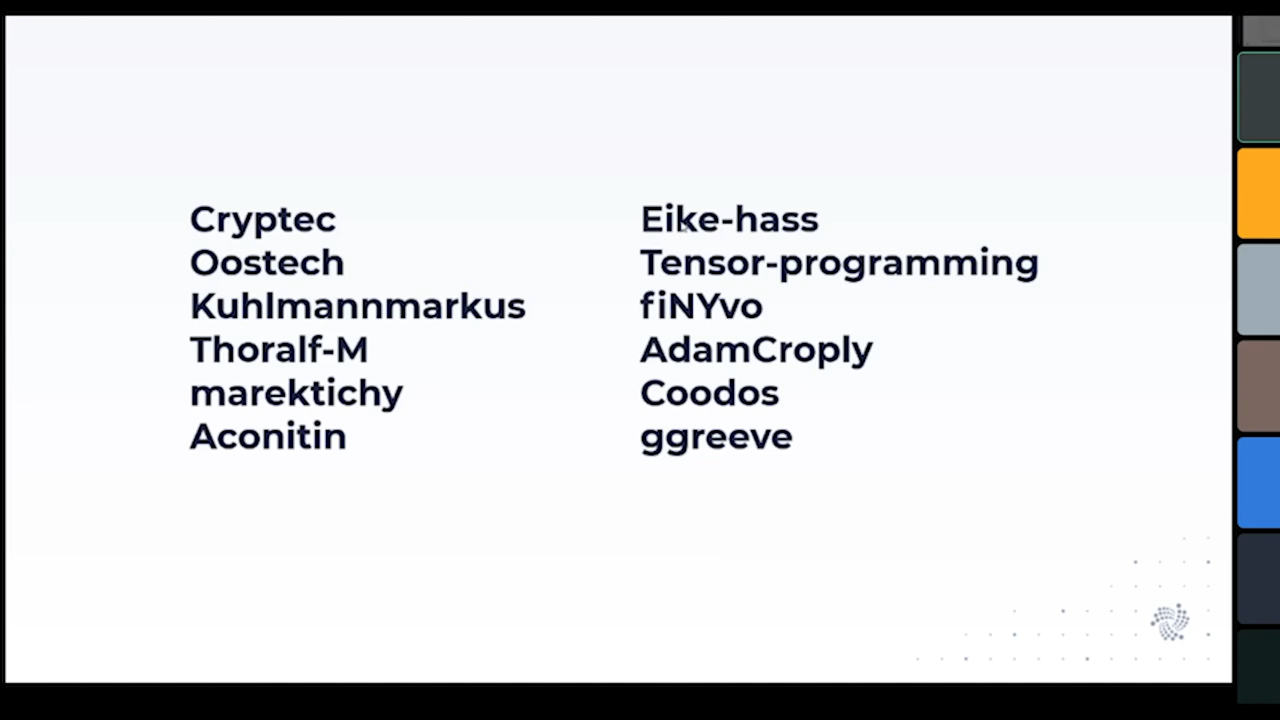 Cryptec
Oostech
Kuhlmannmarkus
Thoralf-M
marektichy
Aconitin
Eike-hass
Tensor-programming
fiNYvo
AdamCroply
Coodos
ggreeve